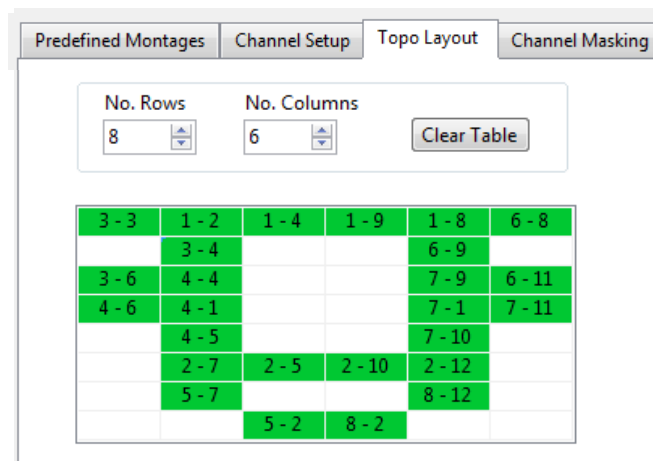 Predefined Montages Channel Setup Topo Layout Channel Masking
No. Rows No. Columns
8 6 Clear Table
3 - 3 1 - 2 1 - 4 1 - 9 1 - 8 6 - 8
3 - 4 6 - 9
3 - 6 4 - 4 7 - 9 6 - 11
4 - 6 4 - 1 7 - 1 7 - 11
4 - 5 7 - 10
2 - 7 2 - 5 2 - 10 2 - 12
5 - 7 8 - 12
5 - 2 8 - 2